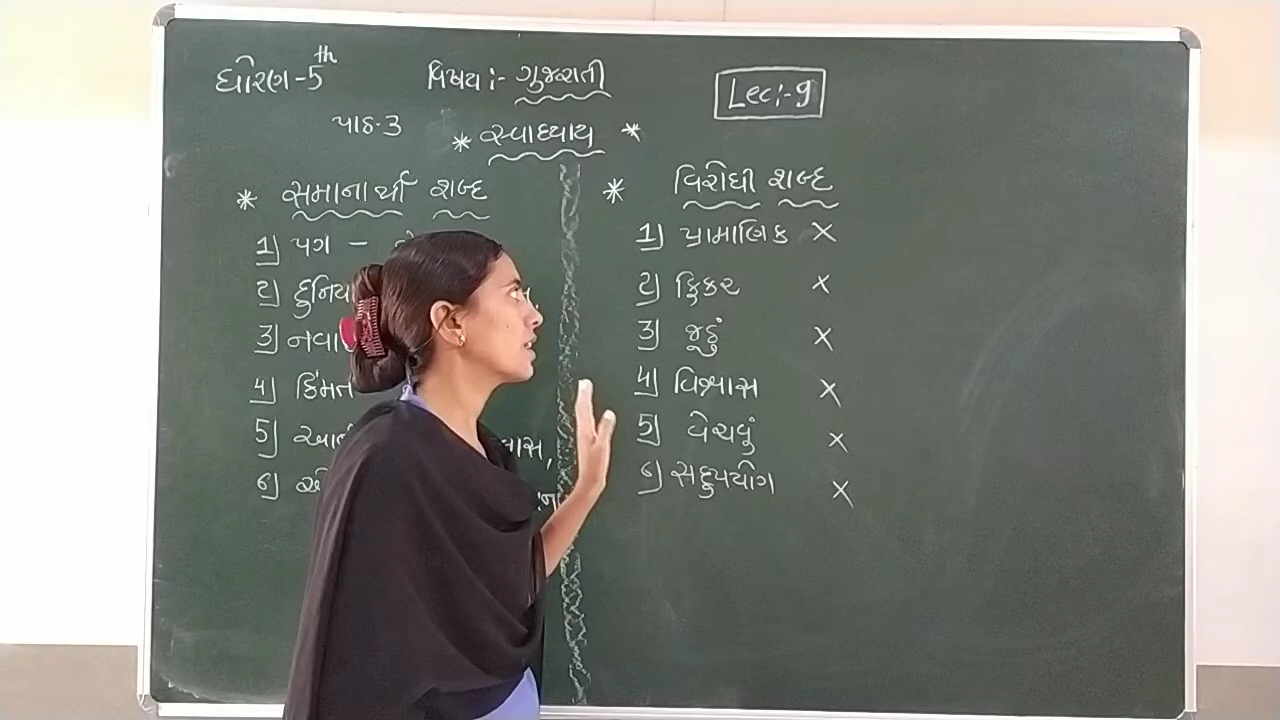 ધોરણ-5th
વિષય:- ગુજરાતી
Lec:-9
પાઠ-3
* સ્વાધ્યાય *
* સમાનાર્થી શબ્દ
1) પગ -
2) દુનિયા
3) નવા
4) કિંમત
5)
6)
* વિરોધી શબ્દ
1) પ્રામાણિક X
2) ફિકર X
3) જૂઠું X
4) વિશ્વાસ X
5) વેચવું X
6) સદુપયોગ X